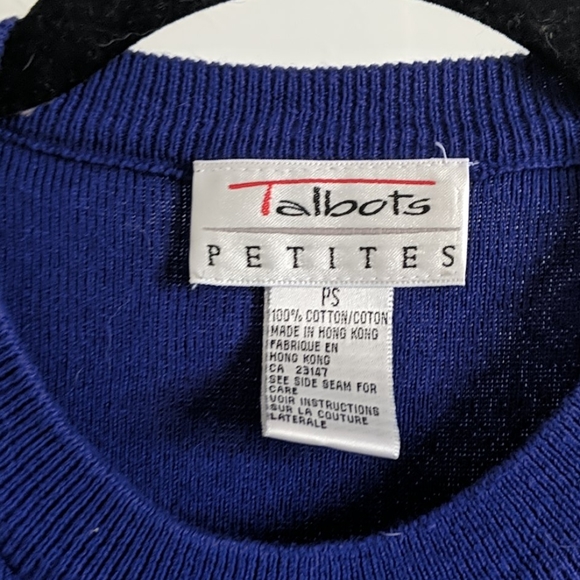 Talbots
PETITES
PS
100% COTTON/COTON
MADE IN HONG KONG
FABRIQUE EN
HONG KONG
CA 23147
SEE SIDE SEAM FOR
CARE
VOIR INSTRUCTIONS
SUR LA COUTURE
LATERALE